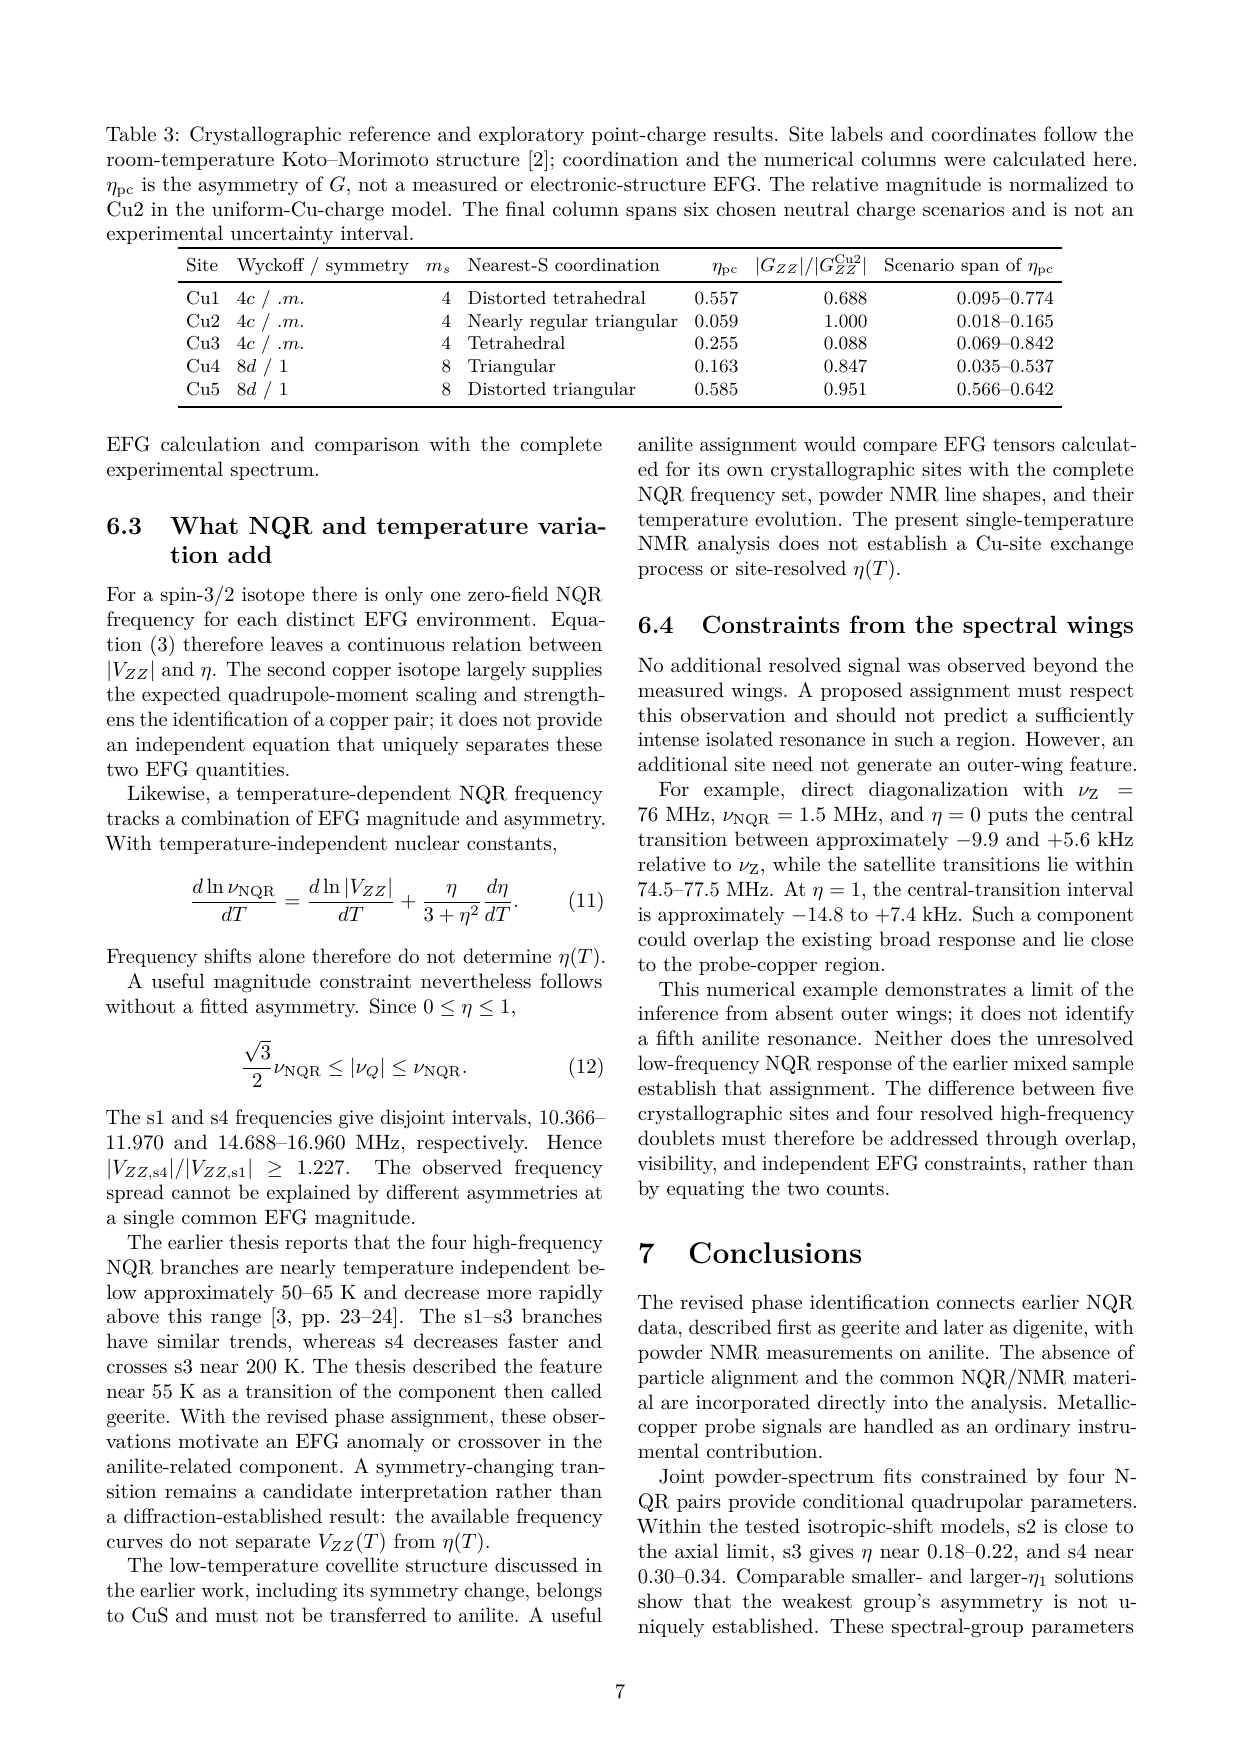 Table 3: Crystallographic reference and exploratory point-charge results. Site labels and coordinates follow the
room-temperature Koto–Morimoto structure [2]; coordination and the numerical columns were calculated here.
η_pc is the asymmetry of G, not a measured or electronic-structure EFG. The relative magnitude is normalized to
Cu2 in the uniform-Cu-charge model. The final column spans six chosen neutral charge scenarios and is not an
experimental uncertainty interval.
Site Wyckoff / symmetry m_s Nearest-S coordination η_pc |G_ZZ|/|G_ZZ^Cu2| Scenario span of η_pc
Cu1 4c / .m. 4 Distorted tetrahedral 0.557 0.688 0.095–0.774
Cu2 4c / .m. 4 Nearly regular triangular 0.059 1.000 0.018–0.165
Cu3 4c / .m. 4 Tetrahedral 0.255 0.088 0.069–0.842
Cu4 8d / 1 8 Triangular 0.163 0.847 0.035–0.537
Cu5 8d / 1 8 Distorted triangular 0.585 0.951 0.566–0.642
EFG calculation and comparison with the complete
experimental spectrum.
6.3 What NQR and temperature varia-
tion add
For a spin-3/2 isotope there is only one zero-field NQR
frequency for each distinct EFG environment. Equa-
tion (3) therefore leaves a continuous relation between
|V_ZZ| and η. The second copper isotope largely supplies
the expected quadrupole-moment scaling and strength-
ens the identification of a copper pair; it does not provide
an independent equation that uniquely separates these
two EFG quantities.
Likewise, a temperature-dependent NQR frequency
tracks a combination of EFG magnitude and asymmetry.
With temperature-independent nuclear constants,
d ln ν_NQR / dT = d ln |V_ZZ| / dT + η / (3 + η²) dη / dT. (11)
Frequency shifts alone therefore do not determine η(T).
A useful magnitude constraint nevertheless follows
without a fitted asymmetry. Since 0 ≤ η ≤ 1,
√3 / 2 ν_NQR ≤ |ν_Q| ≤ ν_NQR. (12)
The s1 and s4 frequencies give disjoint intervals, 10.366–
11.970 and 14.688–16.960 MHz, respectively. Hence
|V_ZZ,s4|/|V_ZZ,s1| ≥ 1.227. The observed frequency
spread cannot be explained by different asymmetries at
a single common EFG magnitude.
The earlier thesis reports that the four high-frequency
NQR branches are nearly temperature independent be-
low approximately 50–65 K and decrease more rapidly
above this range [3, pp. 23–24]. The s1–s3 branches
have similar trends, whereas s4 decreases faster and
crosses s3 near 200 K. The thesis described the feature
near 55 K as a transition of the component then called
geerite. With the revised phase assignment, these obser-
vations motivate an EFG anomaly or crossover in the
anilite-related component. A symmetry-changing tran-
sition remains a candidate interpretation rather than
a diffraction-established result: the available frequency
curves do not separate V_ZZ(T) from η(T).
The low-temperature covellite structure discussed in
the earlier work, including its symmetry change, belongs
to CuS and must not be transferred to anilite. A useful
anilite assignment would compare EFG tensors calculat-
ed for its own crystallographic sites with the complete
NQR frequency set, powder NMR line shapes, and their
temperature evolution. The present single-temperature
NMR analysis does not establish a Cu-site exchange
process or site-resolved η(T).
6.4 Constraints from the spectral wings
No additional resolved signal was observed beyond the
measured wings. A proposed assignment must respect
this observation and should not predict a sufficiently
intense isolated resonance in such a region. However, an
additional site need not generate an outer-wing feature.
For example, direct diagonalization with ν_Z =
76 MHz, ν_NQR = 1.5 MHz, and η = 0 puts the central
transition between approximately −9.9 and +5.6 kHz
relative to ν_Z, while the satellite transitions lie within
74.5–77.5 MHz. At η = 1, the central-transition interval
is approximately −14.8 to +7.4 kHz. Such a component
could overlap the existing broad response and lie close
to the probe-copper region.
This numerical example demonstrates a limit of the
inference from absent outer wings; it does not identify
a fifth anilite resonance. Neither does the unresolved
low-frequency NQR response of the earlier mixed sample
establish that assignment. The difference between five
crystallographic sites and four resolved high-frequency
doublets must therefore be addressed through overlap,
visibility, and independent EFG constraints, rather than
by equating the two counts.
7 Conclusions
The revised phase identification connects earlier NQR
data, described first as geerite and later as digenite, with
powder NMR measurements on anilite. The absence of
particle alignment and the common NQR/NMR materi-
al are incorporated directly into the analysis. Metallic-
copper probe signals are handled as an ordinary instru-
mental contribution.
Joint powder-spectrum fits constrained by four N-
QR pairs provide conditional quadrupolar parameters.
Within the tested isotropic-shift models, s2 is close to
the axial limit, s3 gives η near 0.18–0.22, and s4 near
0.30–0.34. Comparable smaller- and larger-η₁ solutions
show that the weakest group's asymmetry is not u-
niquely established. These spectral-group parameters
7